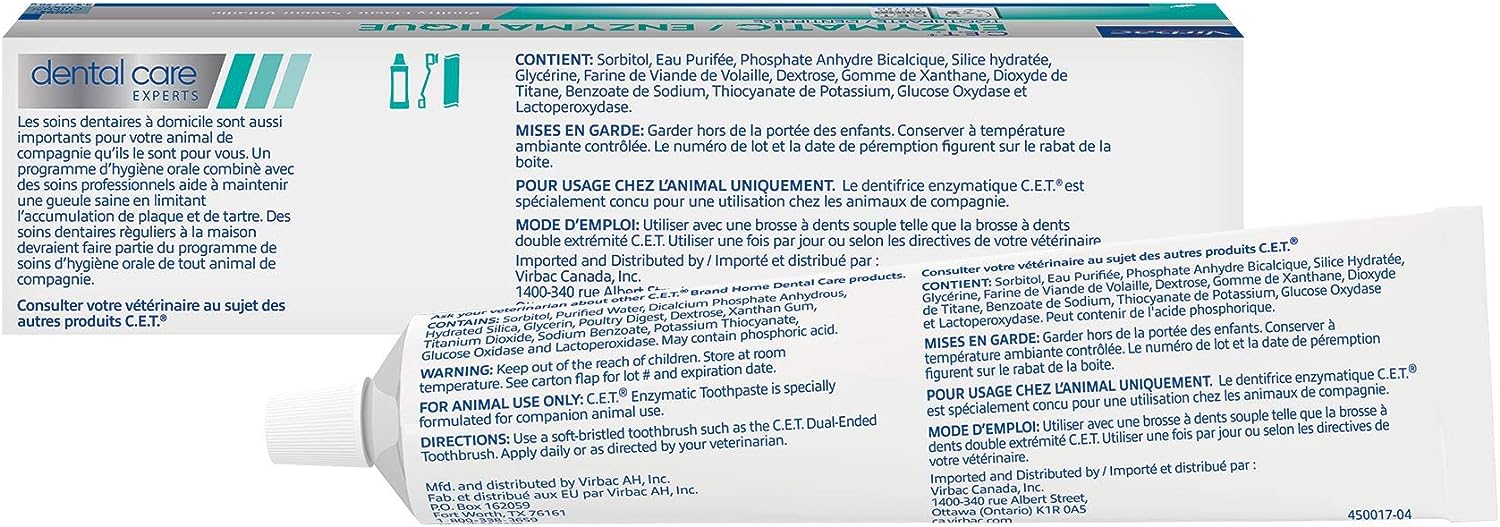 Poultry Flavor / Saveur Volaille
C.E.T.®
ENZYMATIC / ENZYMATIQUE
TOOTHPASTE / DENTIFRICE
Virbac
dental care
EXPERTS
Les soins dentaires à domicile sont aussi
importants pour votre animal de
compagnie qu'ils le sont pour vous. Un
programme d'hygiène orale combinè avec
des soins professionnels aide à maintenir
une gueule saine en limitant
l'accumulation de plaque et de tartre. Des
soins dentaires règuliers à la maison
devraient faire partie du programme de
soins d'hygiène orale de tout animal de
compagnie.
Consulter votre vétérinaire au sujet des
autres produits C.E.T.®
CONTIENT: Sorbitol, Eau Purifée, Phosphate Anhydre Bicalcique, Silice hydratée,
Glycérine, Farine de Viande de Volaille, Dextrose, Gomme de Xanthane, Dioxyde de
Titane, Benzoate de Sodium, Thiocyanate de Potassium, Glucose Oxydase et
Lactoperoxydase.
MISES EN GARDE: Garder hors de la portée des enfants. Conserver à température
ambiante contrôlée. Le numéro de lot et la date de péremption figurent sur le rabat de la
boite.
POUR USAGE CHEZ L'ANIMAL UNIQUEMENT. Le dentifrice enzymatique C.E.T.® est
spécialement concu pour une utilisation chez les animaux de compagnie.
MODE D'EMPLOI: Utiliser avec une brosse à dents souple telle que la brosse à dents
double extrémité C.E.T. Utiliser une fois par jour ou selon les directives de votre vétérinaire.
Imported and Distributed by / Importé et distribué par :
Virbac Canada, Inc.
1400-340 rue Albert
Ask your veterinarian about other C.E.T.® Brand Home Dental Care products.
CONTAINS: Sorbitol, Purified Water, Dicalcium Phosphate Anhydrous,
Hydrated Silica, Glycerin, Poultry Digest, Dextrose, Xanthan Gum,
Titanium Dioxide, Sodium Benzoate, Potassium Thiocyanate,
Glucose Oxidase and Lactoperoxidase. May contain phosphoric acid.
WARNING: Keep out of the reach of children. Store at room
temperature. See carton flap for lot # and expiration date.
FOR ANIMAL USE ONLY: C.E.T.® Enzymatic Toothpaste is specially
formulated for companion animal use.
DIRECTIONS: Use a soft-bristled toothbrush such as the C.E.T. Dual-Ended
Toothbrush. Apply daily or as directed by your veterinarian.
Mfd. and distributed by Virbac AH, Inc.
Fab. et distribué aux EU par Virbac AH, Inc.
P.O. Box 162059
Fort Worth, TX 76161
1-800-338-3659
Consulter votre vétérinaire au sujet des autres produits C.E.T.®
CONTIENT: Sorbitol, Eau Purifée, Phosphate Anhydre Bicalcique, Silice Hydratée,
Glycérine, Farine de Viande de Volaille, Dextrose, Gomme de Xanthane, Dioxyde
de Titane, Benzoate de Sodium, Thiocyanate de Potassium, Glucose Oxydase
et Lactoperoxydase. Peut contenir de l'acide phosphorique.
MISES EN GARDE: Garder hors de la portée des enfants. Conserver à
température ambiante contrôlée. Le numéro de lot et la date de péremption
figurent sur le rabat de la boite.
POUR USAGE CHEZ L'ANIMAL UNIQUEMENT. Le dentifrice enzymatique C.E.T.®
est spécialement concu pour une utilisation chez les animaux de compagnie.
MODE D'EMPLOI: Utiliser avec une brosse à dents souple telle que la brosse à
dents double extrémité C.E.T. Utiliser une fois par jour ou selon les directives de
votre vétérinaire.
Imported and Distributed by / Importé et distribué par :
Virbac Canada, Inc.
1400-340 rue Albert Street,
Ottawa (Ontario) K1R 0A5
ca.virbac.com
450017-04